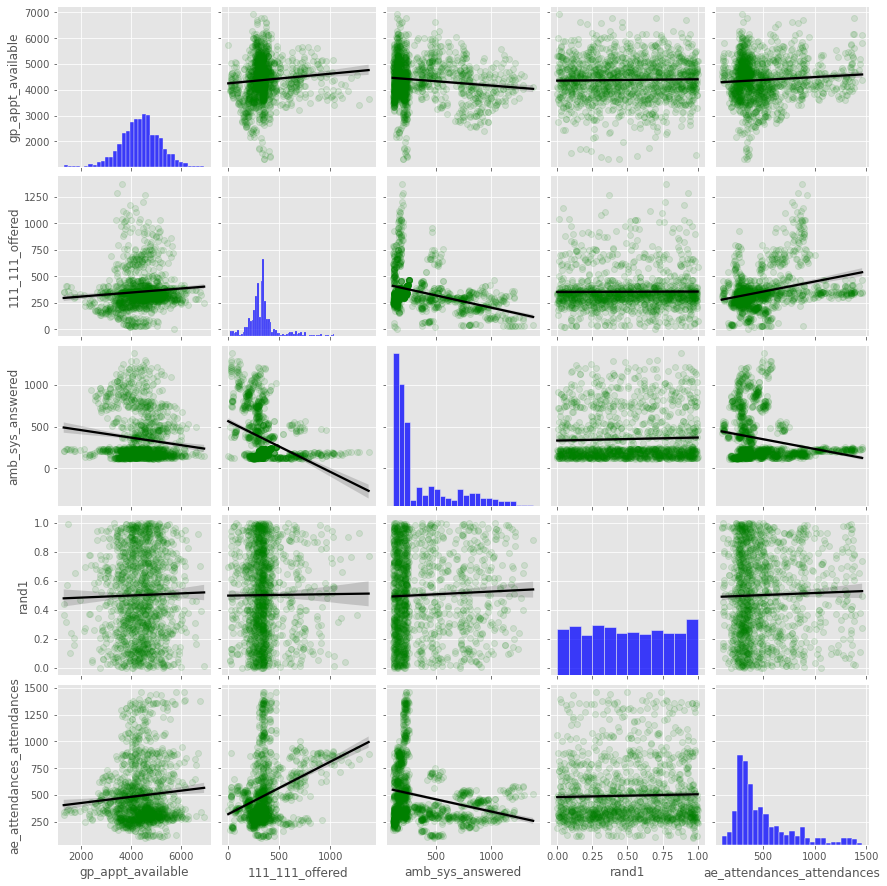 7000
6000
5000
4000
3000
2000
gp_appt_available
1250
1000
750
500
250
0
111_111_offered
1000
500
0
amb_sys_answered
1.0
0.8
0.6
0.4
0.2
0.0
rand1
1500
1250
1000
750
500
250
ae_attendances_attendances
2000 4000 6000
gp_appt_available
0 500 1000
111_111_offered
500 1000
amb_sys_answered
0.00 0.25 0.50 0.75 1.00
rand1
500 1000 1500
ae_attendances_attendances